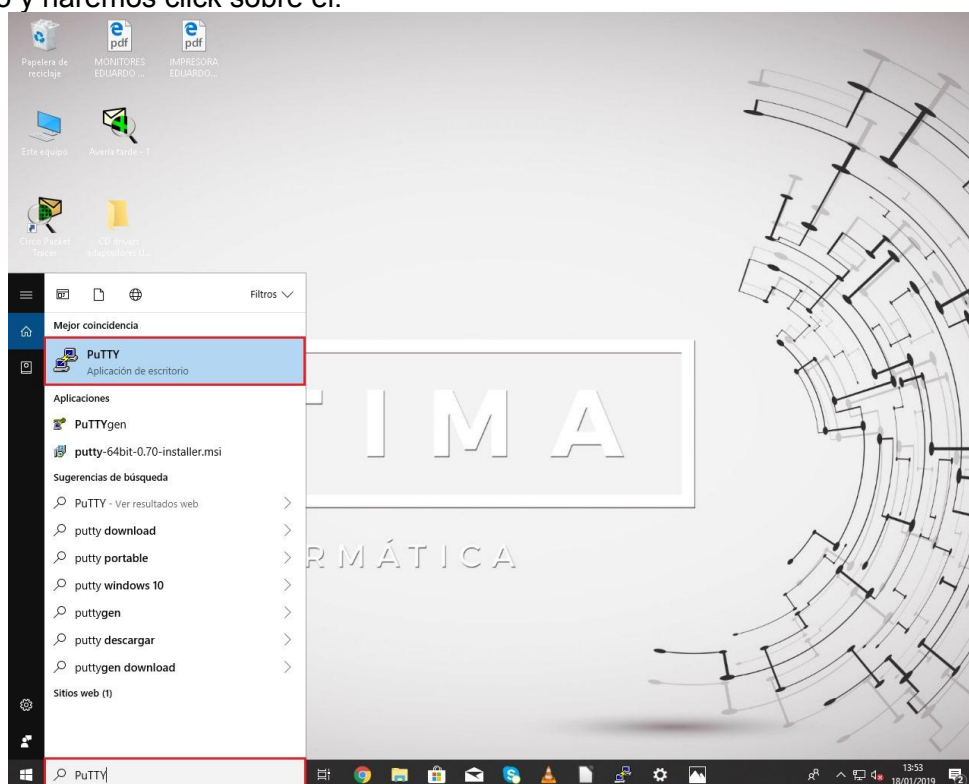 o y haremos click sobre él.
pdf
pdf
Papelera de
reciclaje
MONITORES
EDUARDO ...
IMPRESORA
EDUARDO...
Este equipo
Avería tarde - 1
Cisco Packet
Tracer
CD drivers
adaptadores U...
Filtros
Mejor coincidencia
PuTTY
Aplicación de escritorio
Aplicaciones
PuTTYgen
putty-64bit-0.70-installer.msi
Sugerencias de búsqueda
PuTTY - Ver resultados web
putty download
putty portable
putty windows 10
puttygen
putty descargar
puttygen download
Sitios web (1)
IMA
RMÁTICA
PuTTY
13:53
18/01/2019
2